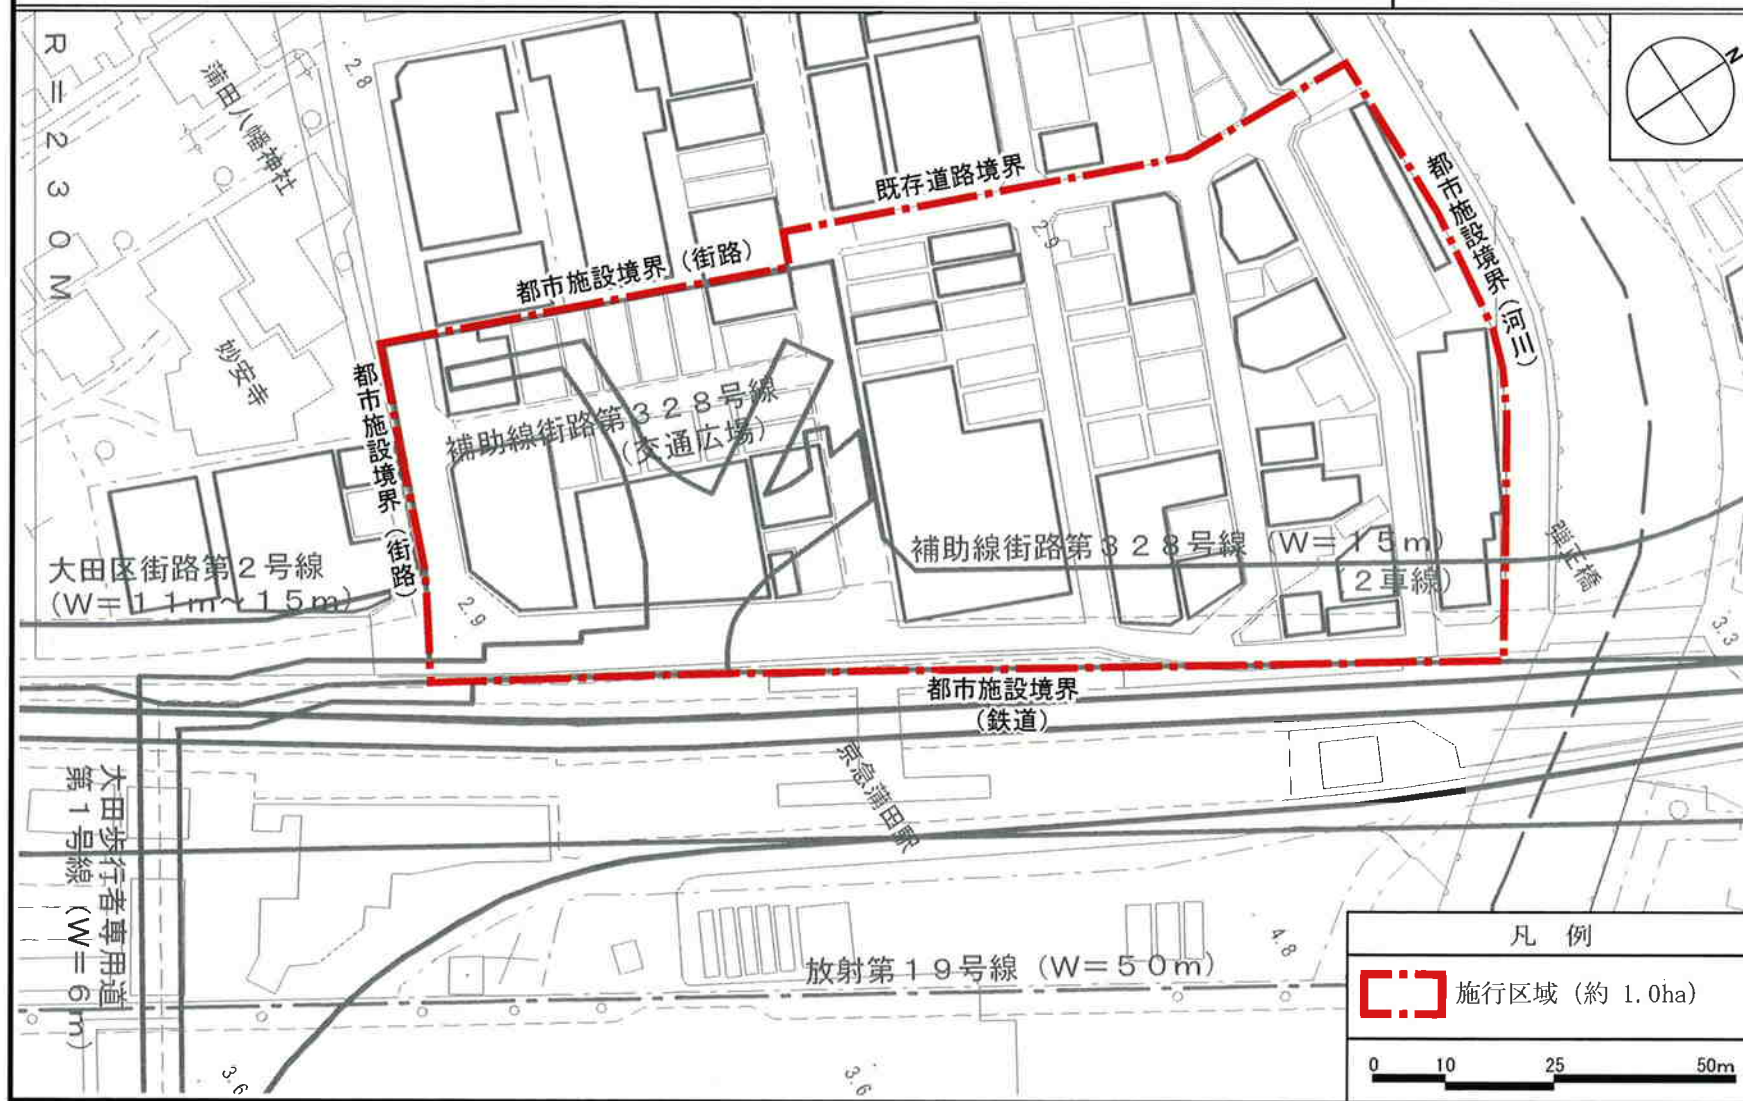 N
R=230M
蒲田八幡神社
2.8
既存道路境界
都市施設境界(河川)
2.9
都市施設境界(街路)
妙安寺
都市施設境界(街路)
補助線街路第328号線
(交通広場)
大田区街路第2号線
(W=11m~15m)
補助線街路第328号線 (W=15m)
(2車線)
弾正橋
2.9
3.3
都市施設境界
(鉄道)
京急蒲田駅
大田歩行者専用道
第1号線 (W=6m)
放射第19号線 (W=50m)
4.8
3.6
3.6
凡 例
施行区域 (約 1.0ha)
0 10 25 50m